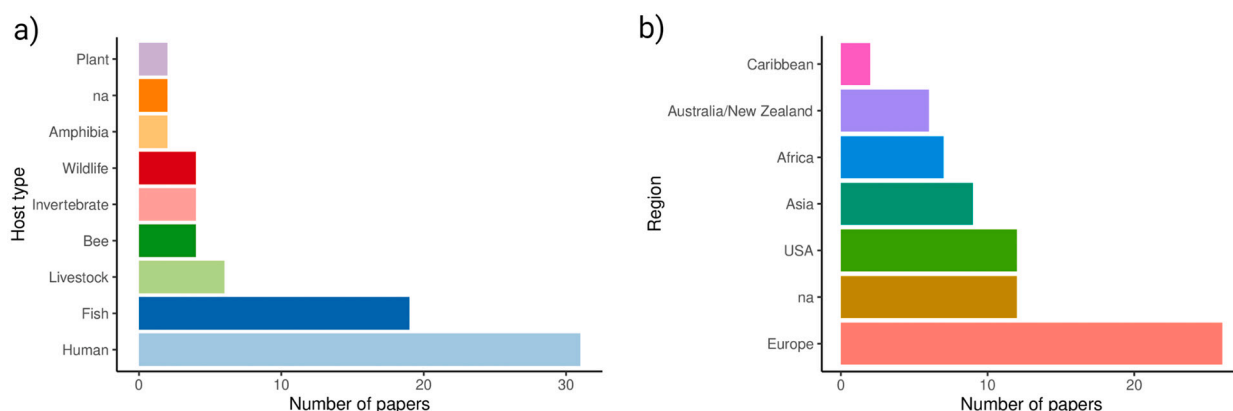 a)
Host type
Plant
na
Amphibia
Wildlife
Invertebrate
Bee
Livestock
Fish
Human
0 10 20 30
Number of papers
b)
Region
Caribbean
Australia/New Zealand
Africa
Asia
USA
na
Europe
0 10 20
Number of papers